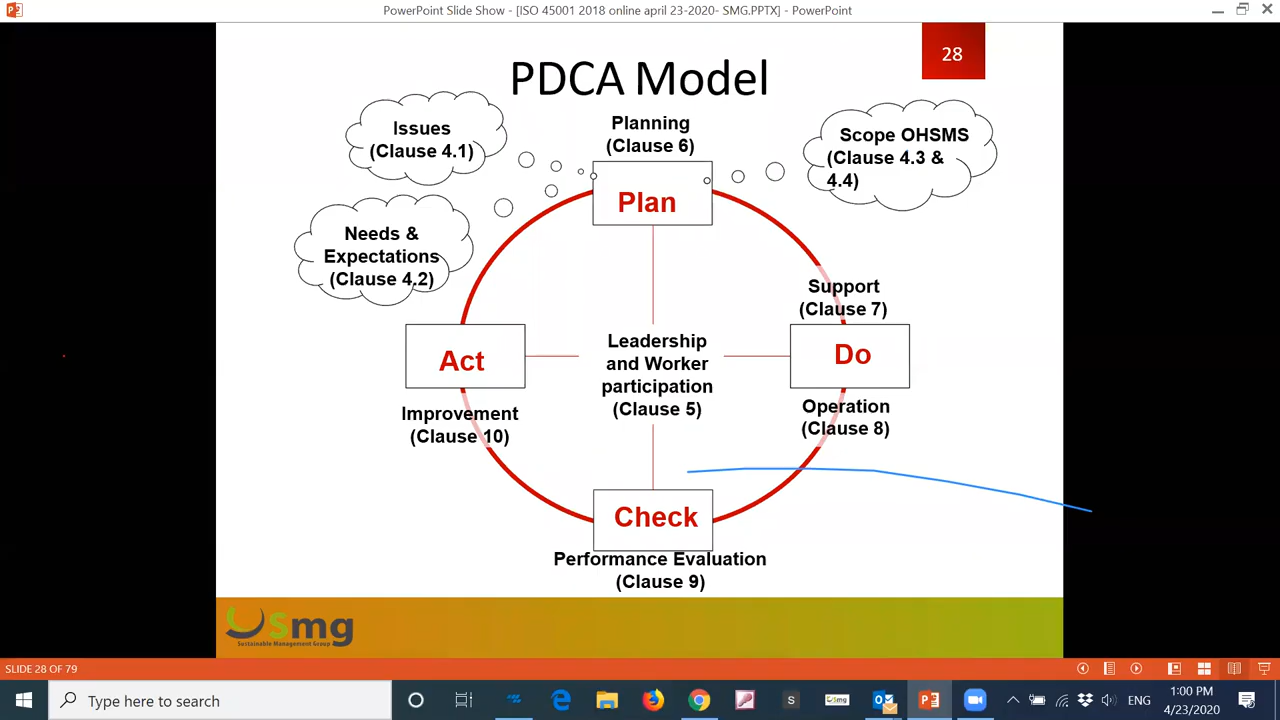 PowerPoint Slide Show - [ISO 45001 2018 online april 23-2020- SMG.PPTX] - PowerPoint
28
PDCA Model
Issues
(Clause 4.1)
Planning
(Clause 6)
Scope OHSMS
(Clause 4.3 &
4.4)
Plan
Needs &
Expectations
(Clause 4.2)
Support
(Clause 7)
Act
Leadership
and Worker
participation
(Clause 5)
Do
Improvement
(Clause 10)
Operation
(Clause 8)
Check
Performance Evaluation
(Clause 9)
Smg
Sustainable Management Group
SLIDE 28 OF 79
Type here to search
S
Smg
ENG
1:00 PM
4/23/2020